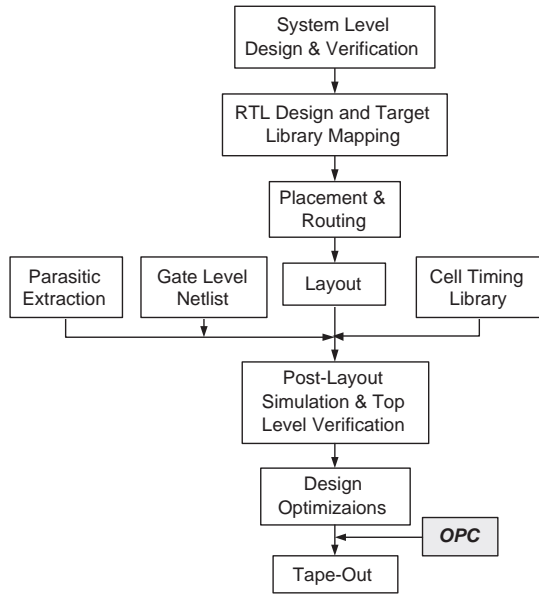 System Level
Design & Verification
RTL Design and Target
Library Mapping
Placement &
Routing
Parasitic
Extraction
Gate Level
Netlist
Layout
Cell Timing
Library
Post-Layout
Simulation & Top
Level Verification
Design
Optimizaions
OPC
Tape-Out